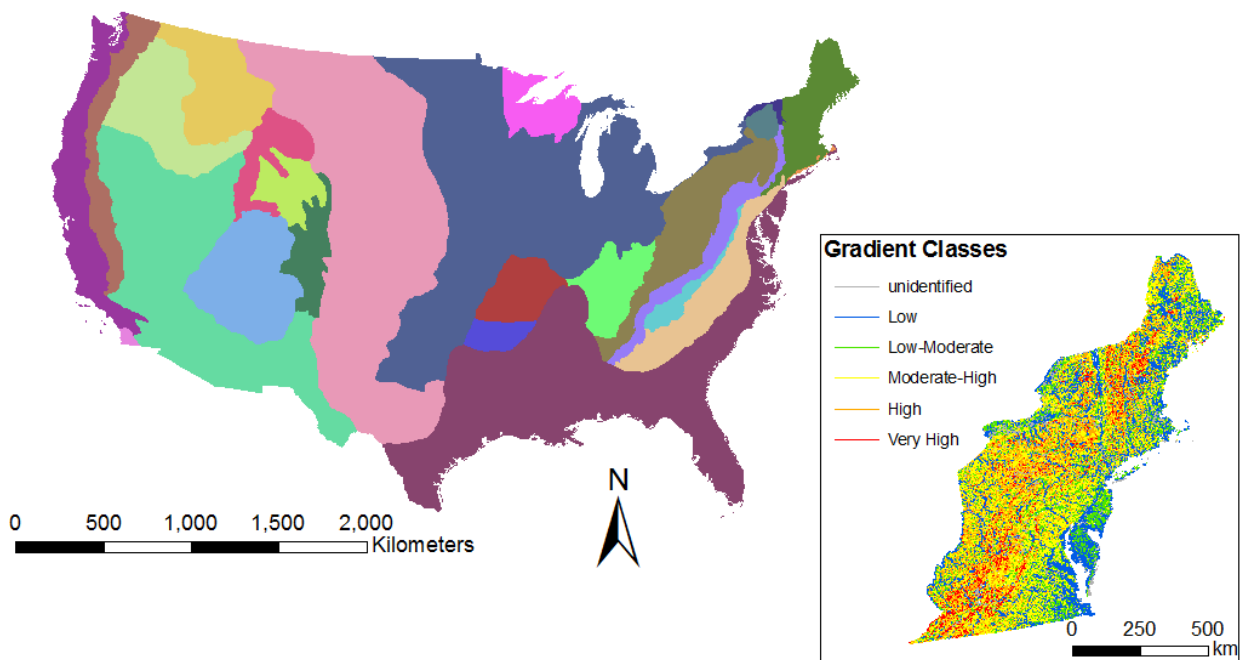 N
0 500 1,000 1,500 2,000
Kilometers
Gradient Classes
unidentified
Low
Low-Moderate
Moderate-High
High
Very High
0 250 500
km